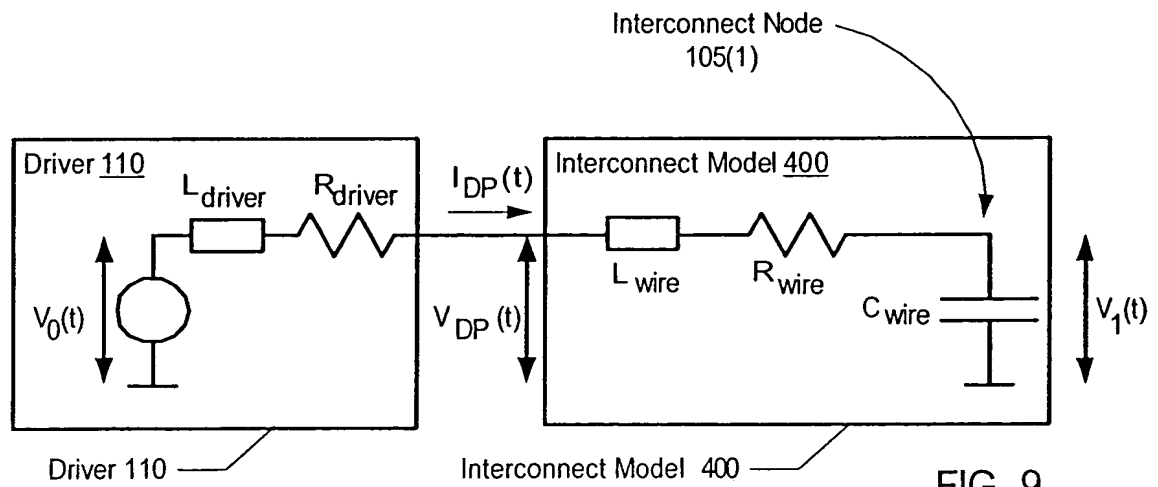 Interconnect Node
105(1)
Driver 110
Interconnect Model 400
L driver
R driver
I DP (t)
L wire
R wire
C wire
V0(t)
V DP (t)
V1(t)
Driver 110
Interconnect Model 400
FIG. 9